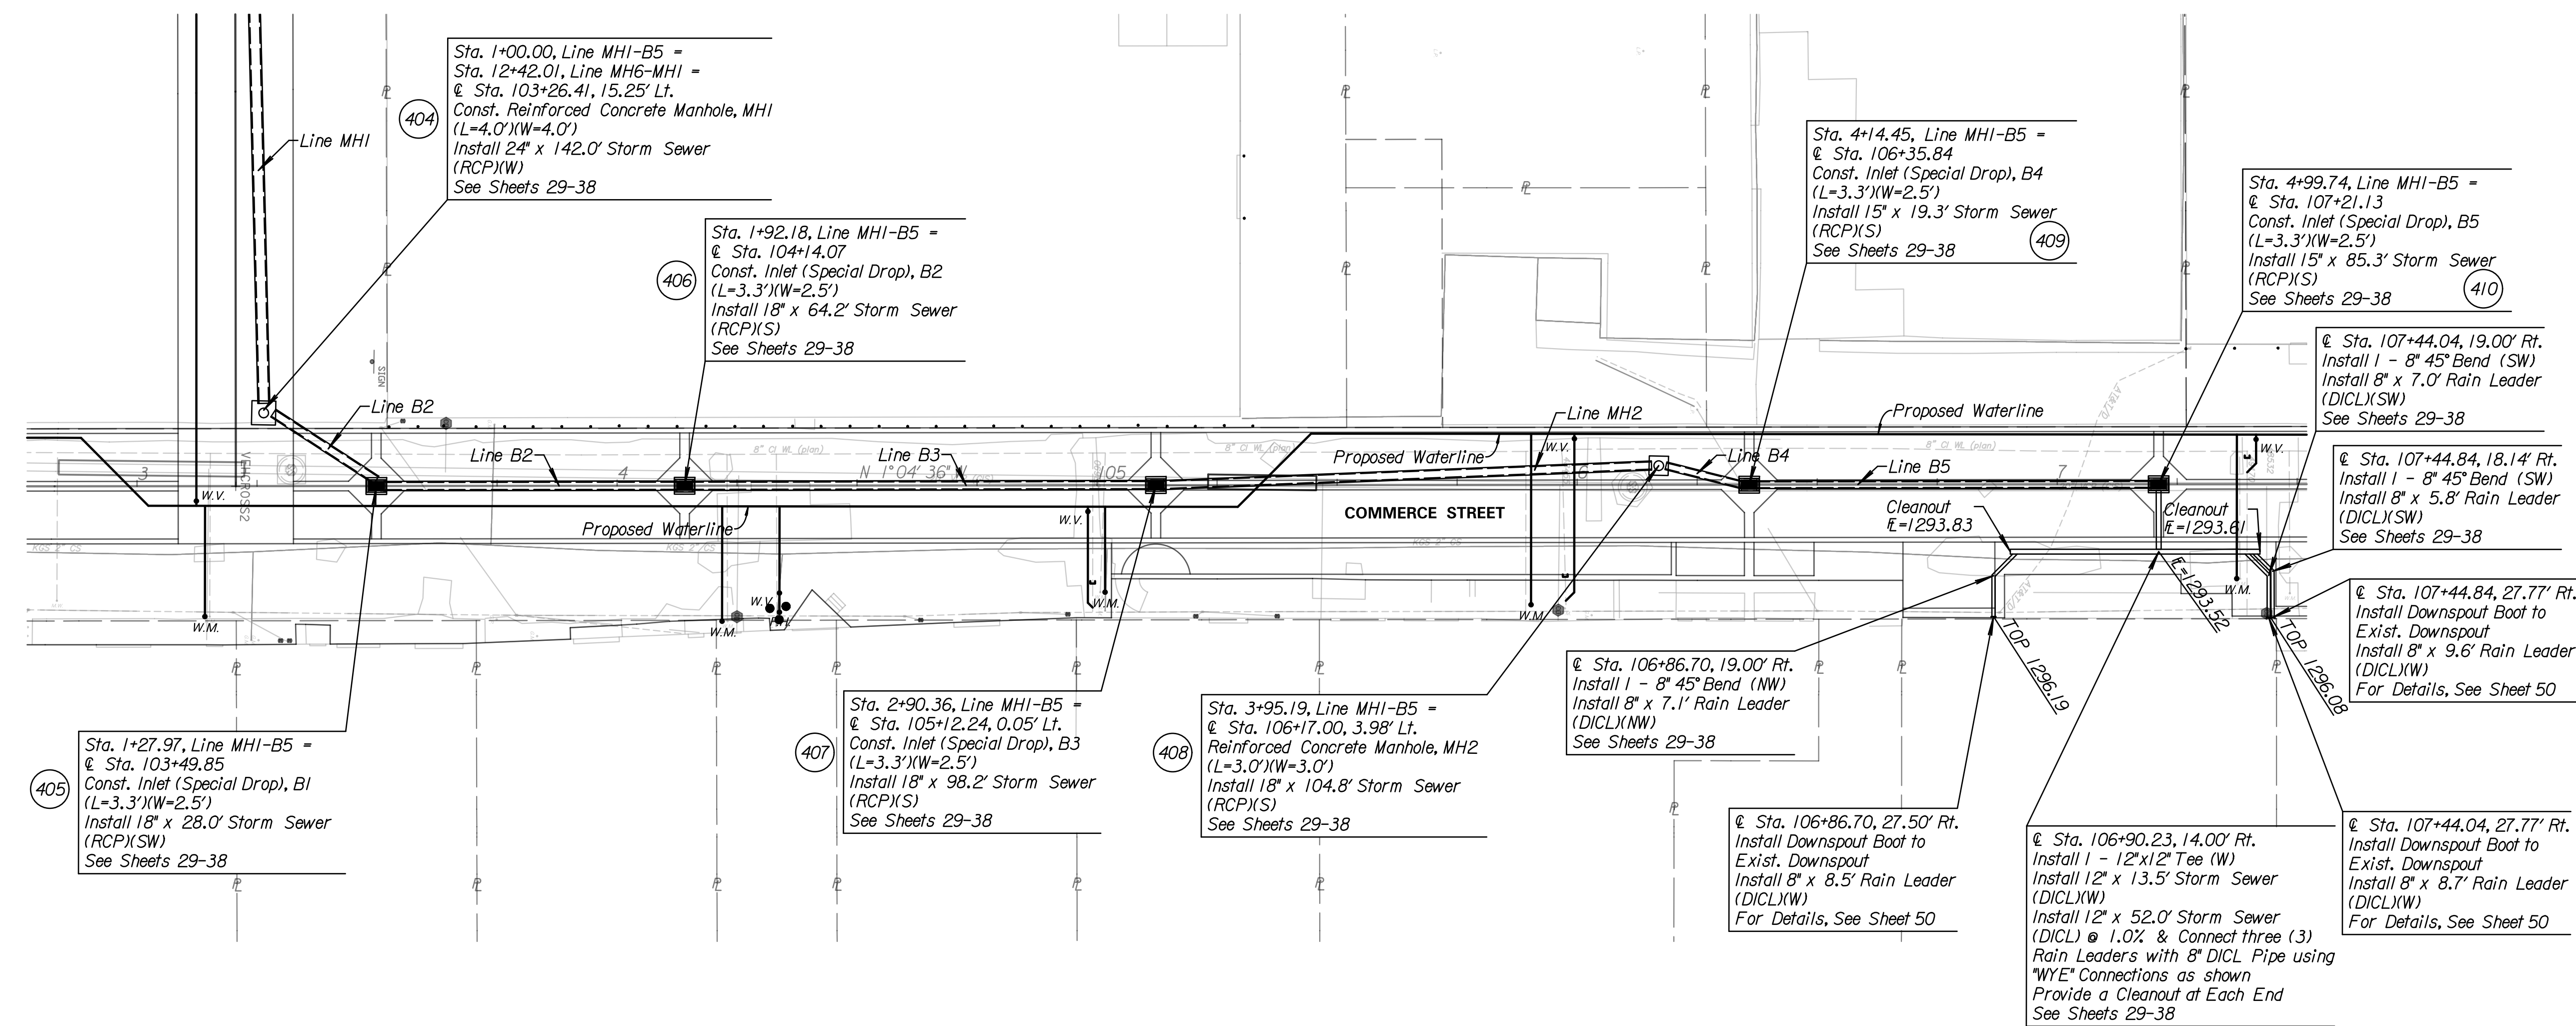 Sta. 1+00.00, Line MH1-B5 =
Sta. 12+42.01, Line MH6-MH1 =
℄ Sta. 103+26.41, 15.25' Lt.
Const. Reinforced Concrete Manhole, MH1
(L=4.0')(W=4.0')
Install 24" x 142.0' Storm Sewer
(RCP)(W)
See Sheets 29-38
404
Line MH1
Sta. 1+92.18, Line MH1-B5 =
℄ Sta. 104+14.07
Const. Inlet (Special Drop), B2
(L=3.3')(W=2.5')
Install 18" x 64.2' Storm Sewer
(RCP)(S)
See Sheets 29-38
406
Sta. 4+14.45, Line MH1-B5 =
℄ Sta. 106+35.84
Const. Inlet (Special Drop), B4
(L=3.3')(W=2.5')
Install 15" x 19.3' Storm Sewer
(RCP)(S)
See Sheets 29-38
409
Sta. 4+99.74, Line MH1-B5 =
℄ Sta. 107+21.13
Const. Inlet (Special Drop), B5
(L=3.3')(W=2.5')
Install 15" x 85.3' Storm Sewer
(RCP)(S)
See Sheets 29-38
410
℄ Sta. 107+44.04, 19.00' Rt.
Install 1 - 8" 45° Bend (SW)
Install 8" x 7.0' Rain Leader
(DICL)(SW)
See Sheets 29-38
℄ Sta. 107+44.84, 18.14' Rt.
Install 1 - 8" 45° Bend (SW)
Install 8" x 5.8' Rain Leader
(DICL)(SW)
See Sheets 29-38
℄ Sta. 107+44.84, 27.77' Rt.
Install Downspout Boot to
Exist. Downspout
Install 8" x 9.6' Rain Leader
(DICL)(W)
For Details, See Sheet 50
SIGN
Line B2
Line B2
Line B3
Line MH2
Line B4
Line B5
Proposed Waterline
Proposed Waterline
Proposed Waterline
8" CI WL (plan)
8" CI WL (plan)
8" CI WL (plan)
3
4
N 1° 04' 36" W
105
6
7
VEHCROSS2
COMMERCE STREET
KGS 2" CS
KGS 2" CS
KGS 2" CS
W.V.
W.V.
W.V.
W.V.
W.V.
W.M.
W.M.
W.M.
W.M.
W.M.
Cleanout
FL=1293.83
Cleanout
FL=1293.61
FL=1293.52
TOP 1296.19
TOP 1296.08
Sta. 1+27.97, Line MH1-B5 =
℄ Sta. 103+49.85
Const. Inlet (Special Drop), B1
(L=3.3')(W=2.5')
Install 18" x 28.0' Storm Sewer
(RCP)(SW)
See Sheets 29-38
405
Sta. 2+90.36, Line MH1-B5 =
℄ Sta. 105+12.24, 0.05' Lt.
Const. Inlet (Special Drop), B3
(L=3.3')(W=2.5')
Install 18" x 98.2' Storm Sewer
(RCP)(S)
See Sheets 29-38
407
Sta. 3+95.19, Line MH1-B5 =
℄ Sta. 106+17.00, 3.98' Lt.
Reinforced Concrete Manhole, MH2
(L=3.0')(W=3.0')
Install 18" x 104.8' Storm Sewer
(RCP)(S)
See Sheets 29-38
408
℄ Sta. 106+86.70, 19.00' Rt.
Install 1 - 8" 45° Bend (NW)
Install 8" x 7.1' Rain Leader
(DICL)(NW)
See Sheets 29-38
℄ Sta. 106+86.70, 27.50' Rt.
Install Downspout Boot to
Exist. Downspout
Install 8" x 8.5' Rain Leader
(DICL)(W)
For Details, See Sheet 50
℄ Sta. 106+90.23, 14.00' Rt.
Install 1 - 12"x12" Tee (W)
Install 12" x 13.5' Storm Sewer
(DICL)(W)
Install 12" x 52.0' Storm Sewer
(DICL) @ 1.0% & Connect three (3)
Rain Leaders with 8" DICL Pipe using
"WYE" Connections as shown
Provide a Cleanout at Each End
See Sheets 29-38
℄ Sta. 107+44.04, 27.77' Rt.
Install Downspout Boot to
Exist. Downspout
Install 8" x 8.7' Rain Leader
(DICL)(W)
For Details, See Sheet 50